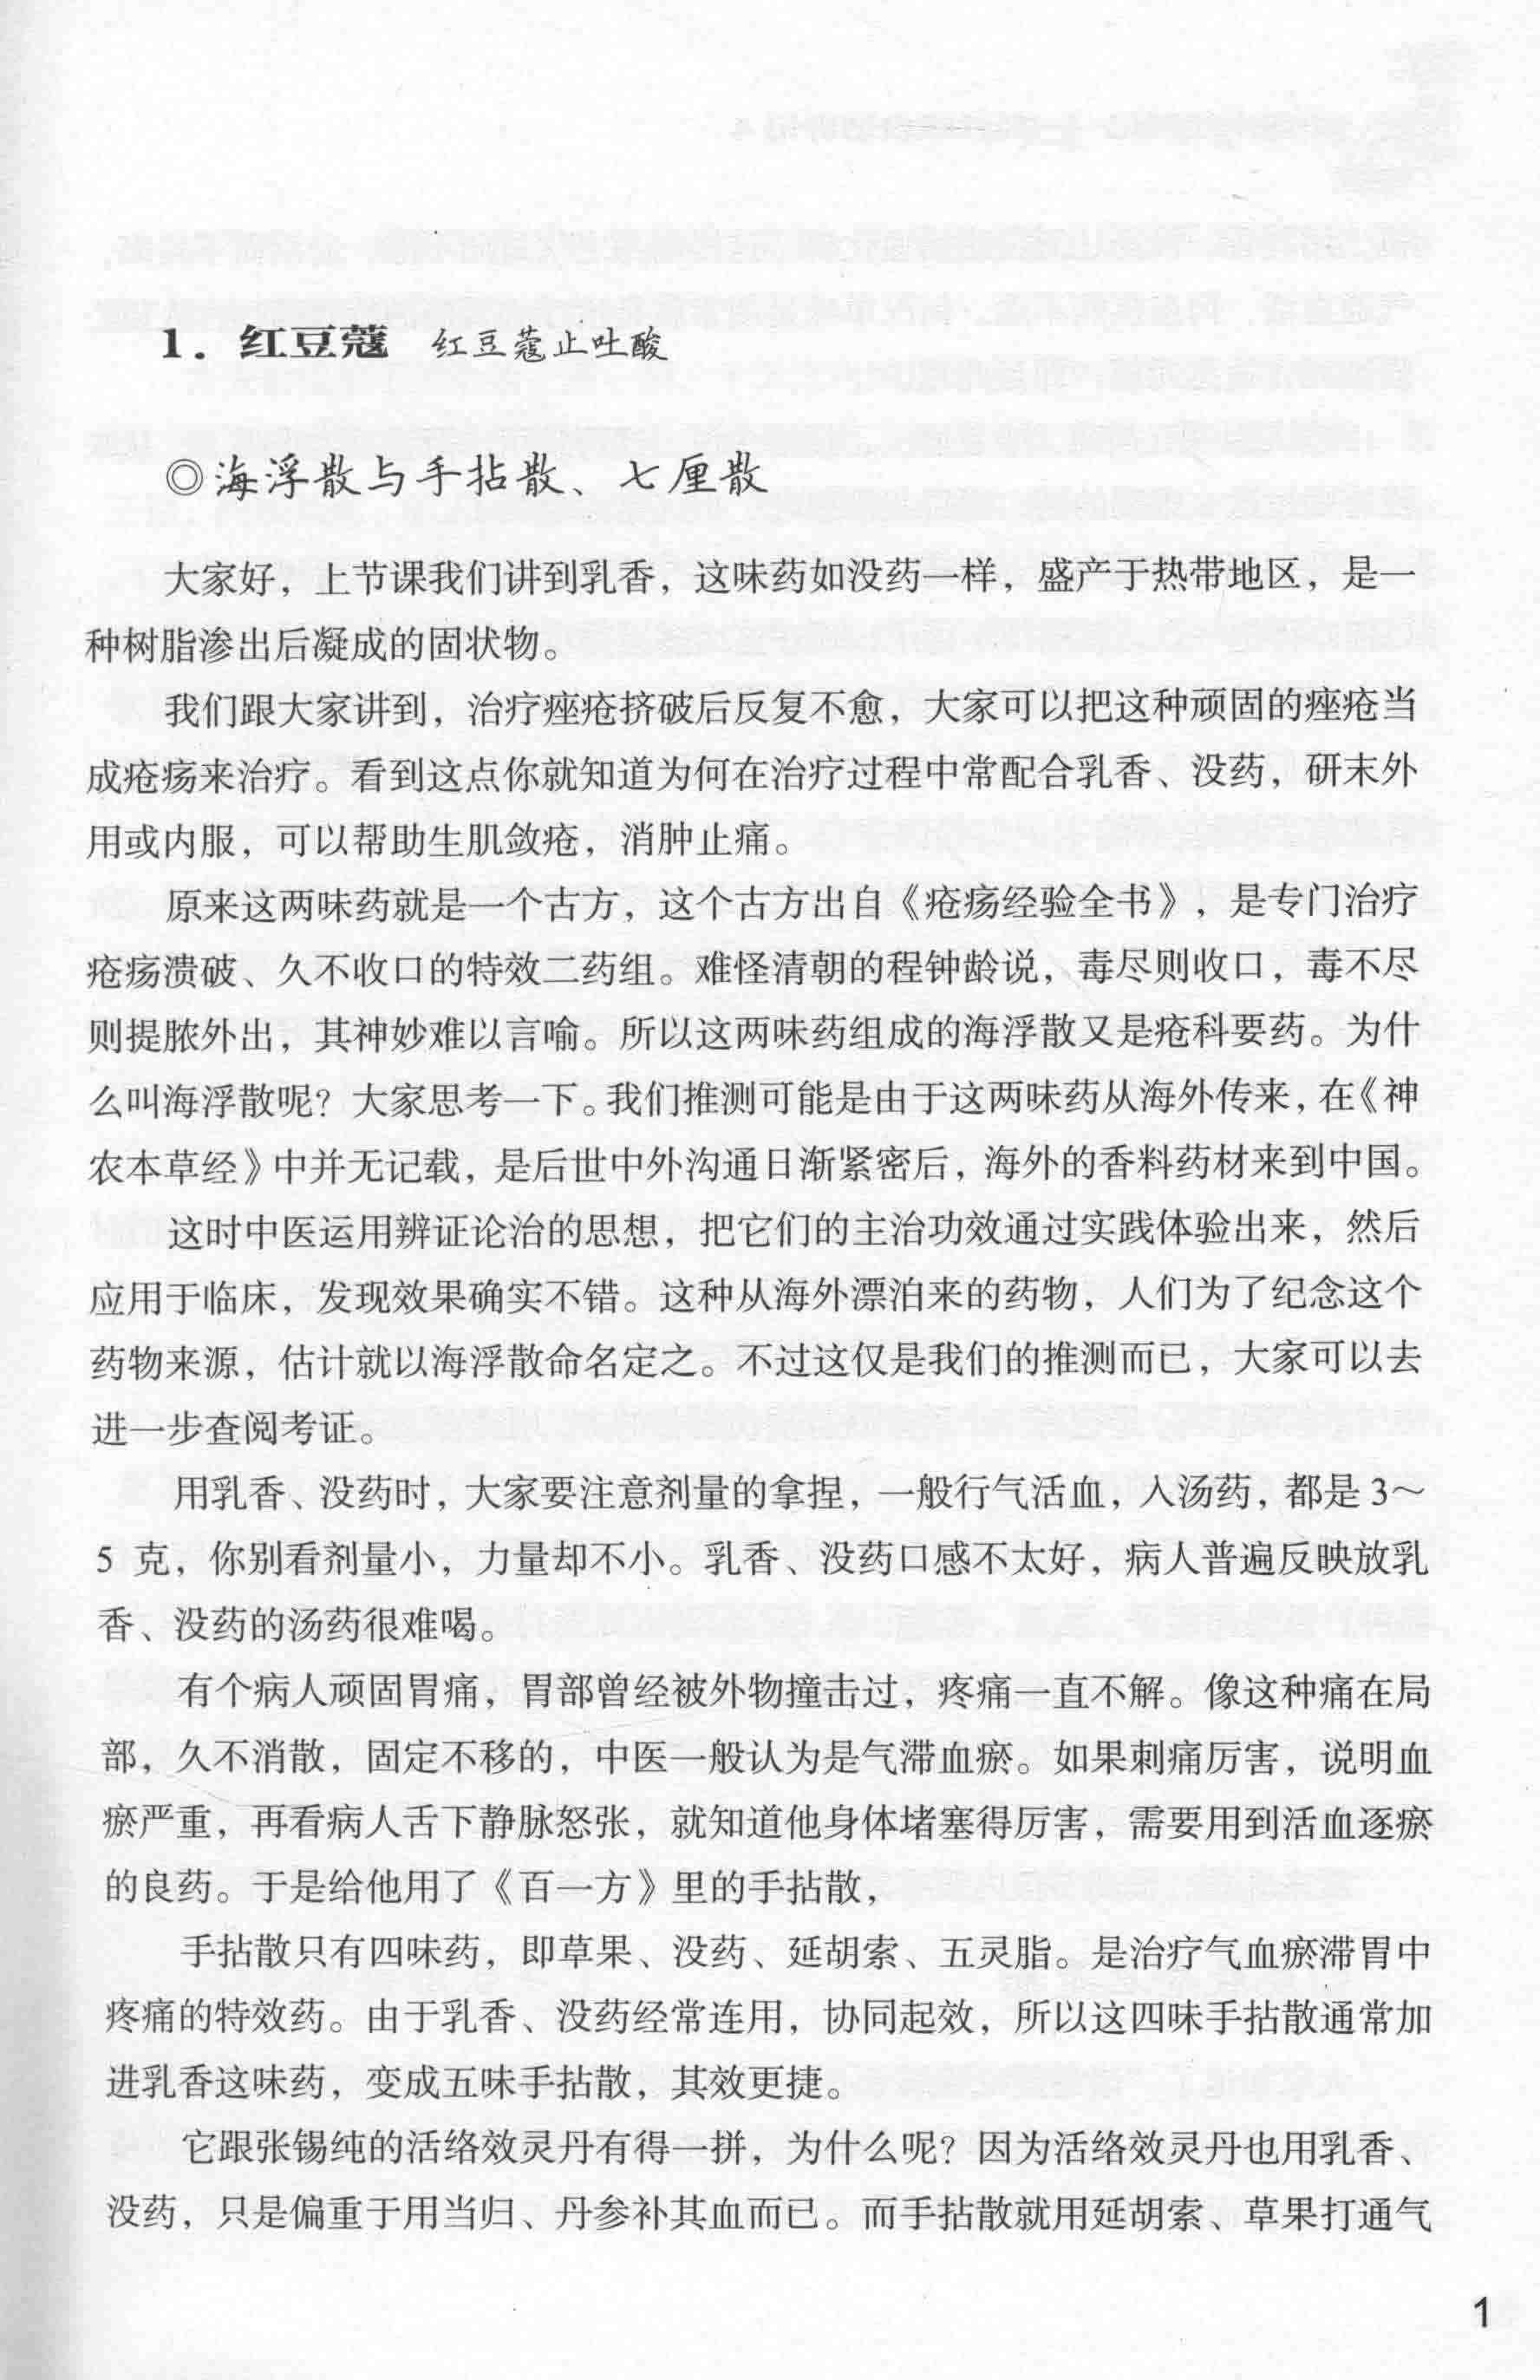 1. 红豆蔻 红豆蔻止吐酸
◎海浮散与手拈散、七厘散
大家好，上节课我们讲到乳香，这味药如没药一样，盛产于热带地区，是一
种树脂渗出后凝成的固状物。
我们跟大家讲到，治疗痤疮挤破后反复不愈，大家可以把这种顽固的痤疮当
成疮疡来治疗。看到这点你就知道为何在治疗过程中常配合乳香、没药，研末外
用或内服，可以帮助生肌敛疮，消肿止痛。
原来这两味药就是一个古方，这个古方出自《疮疡经验全书》，是专门治疗
疮疡溃破、久不收口的特效二药组。难怪清朝的程钟龄说，毒尽则收口，毒不尽
则提脓外出，其神妙难以言喻。所以这两味药组成的海浮散又是疮科要药。为什
么叫海浮散呢？大家思考一下。我们推测可能是由于这两味药从海外传来，在《神
农本草经》中并无记载，是后世中外沟通日渐紧密后，海外的香料药材来到中国。
这时中医运用辨证论治的思想，把它们的主治功效通过实践体验出来，然后
应用于临床，发现效果确实不错。这种从海外漂泊来的药物，人们为了纪念这个
药物来源，估计就以海浮散命名定之。不过这仅是我们的推测而已，大家可以去
进一步查阅考证。
用乳香、没药时，大家要注意剂量的拿捏，一般行气活血，入汤药，都是3～
5 克，你别看剂量小，力量却不小。乳香、没药口感不太好，病人普遍反映放乳
香、没药的汤药很难喝。
有个病人顽固胃痛，胃部曾经被外物撞击过，疼痛一直不解。像这种痛在局
部，久不消散，固定不移的，中医一般认为是气滞血瘀。如果刺痛厉害，说明血
瘀严重，再看病人舌下静脉怒张，就知道他身体堵塞得厉害，需要用到活血逐瘀
的良药。于是给他用了《百一方》里的手拈散，
手拈散只有四味药，即草果、没药、延胡索、五灵脂。是治疗气血瘀滞胃中
疼痛的特效药。由于乳香、没药经常连用，协同起效，所以这四味手拈散通常加
进乳香这味药，变成五味手拈散，其效更捷。
它跟张锡纯的活络效灵丹有得一拼，为什么呢？因为活络效灵丹也用乳香、
没药，只是偏重于用当归、丹参补其血而已。而手拈散就用延胡索、草果打通气
1